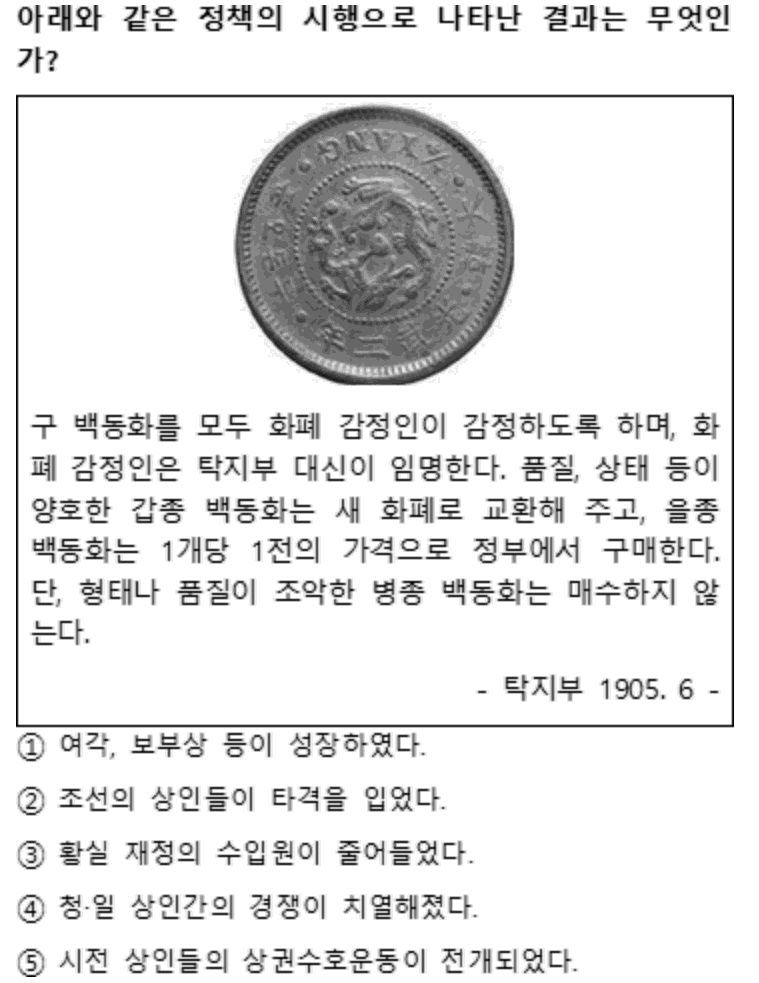 아래와 같은 정책의 시행으로 나타난 결과는 무엇인
가?
¼YANG
구 백동화를 모두 화폐 감정인이 감정하도록 하며, 화
폐 감정인은 탁지부 대신이 임명한다. 품질, 상태 등이
양호한 갑종 백동화는 새 화폐로 교환해 주고, 을종
백동화는 1개당 1전의 가격으로 정부에서 구매한다.
단, 형태나 품질이 조악한 병종 백동화는 매수하지 않
는다.
- 탁지부 1905. 6 -
① 여각, 보부상 등이 성장하였다.
② 조선의 상인들이 타격을 입었다.
③ 황실 재정의 수입원이 줄어들었다.
④ 청·일 상인간의 경쟁이 치열해졌다.
⑤ 시전 상인들의 상권수호운동이 전개되었다.